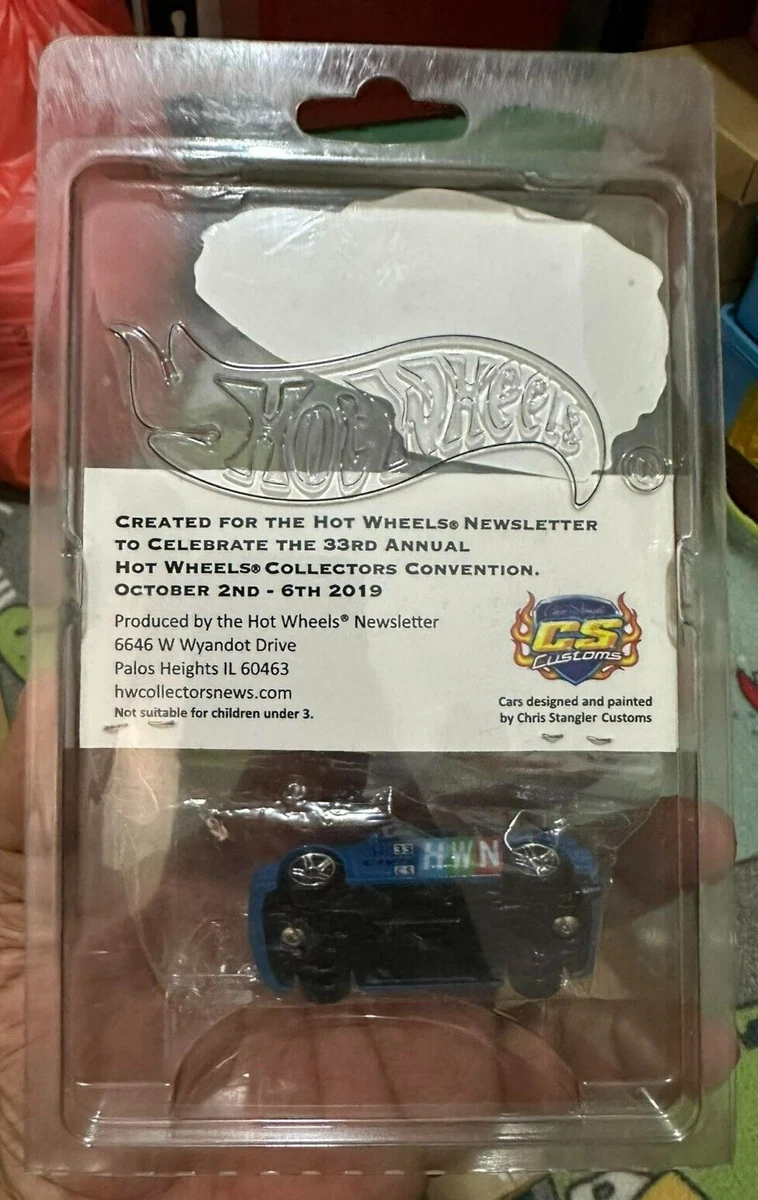 Hot Wheels
CREATED FOR THE HOT WHEELS® NEWSLETTER
TO CELEBRATE THE 33RD ANNUAL
HOT WHEELS® COLLECTORS CONVENTION.
OCTOBER 2ND - 6TH 2019
Produced by the Hot Wheels® Newsletter
6646 W Wyandot Drive
Palos Heights IL 60463
hwcollectorsnews.com
Not suitable for children under 3.
CS
Customs
Cars designed and painted
by Chris Stangler Customs
33
CS
HWN